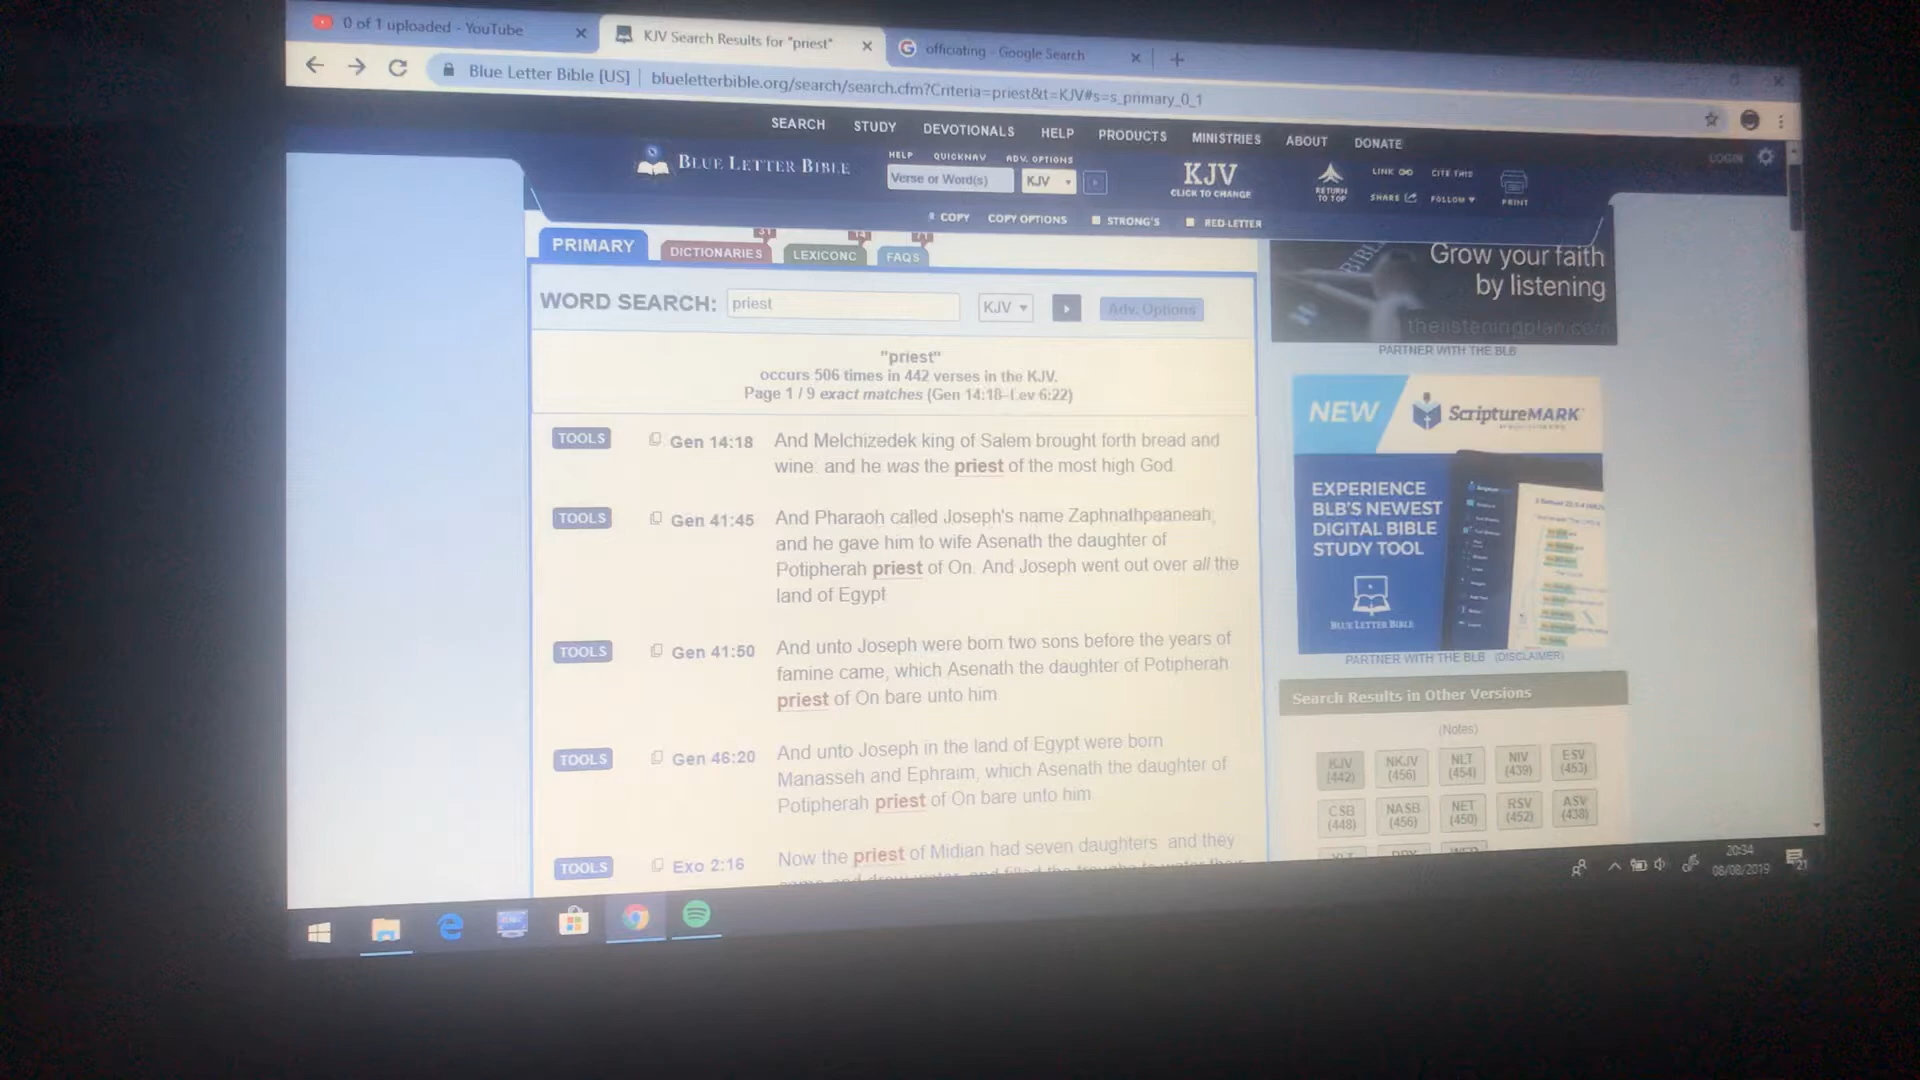 0 of 1 uploaded - YouTube
KJV Search Results for "priest"
officiating - Google Search
Blue Letter Bible [US] | blueletterbible.org/search/search.cfm?Criteria=priest&t=KJV#s=s_primary_0_1
SEARCH STUDY DEVOTIONALS HELP PRODUCTS MINISTRIES ABOUT DONATE
BLUE LETTER BIBLE
HELP QUICKNAV ADV. OPTIONS
Verse or Word(s) KJV
KJV
CLICK TO CHANGE
RETURN
TO TOP
LINK CITE THIS
SHARE FOLLOW
PRINT
LOGIN
COPY COPY OPTIONS STRONG'S RED LETTER
PRIMARY DICTIONARIES LEXICONC FAQS
WORD SEARCH: priest KJV Adv. Options
"priest"
occurs 506 times in 442 verses in the KJV.
Page 1 / 9 exact matches (Gen 14:18-Lev 6:22)
TOOLS Gen 14:18 And Melchizedek king of Salem brought forth bread and
wine: and he was the priest of the most high God
TOOLS Gen 41:45 And Pharaoh called Joseph's name Zaphnathpaaneah;
and he gave him to wife Asenath the daughter of
Potipherah priest of On. And Joseph went out over all the
land of Egypt
TOOLS Gen 41:50 And unto Joseph were born two sons before the years of
famine came, which Asenath the daughter of Potipherah
priest of On bare unto him
TOOLS Gen 46:20 And unto Joseph in the land of Egypt were born
Manasseh and Ephraim, which Asenath the daughter of
Potipherah priest of On bare unto him
TOOLS Exo 2:16 Now the priest of Midian had seven daughters: and they
BIBLE
Grow your faith
by listening
thelisteningplan.com
PARTNER WITH THE BLB
NEW ScriptureMARK
EXPERIENCE
BLB'S NEWEST
DIGITAL BIBLE
STUDY TOOL
BLUE LETTER BIBLE
PARTNER WITH THE BLB (DISCLAIMER)
Search Results in Other Versions
(Notes)
KJV NKJV NLT NIV ESV
(442) (456) (454) (439) (453)
CSB NASB NET RSV ASV
(448) (456) (450) (452) (438)
20:34
08/08/2019
21